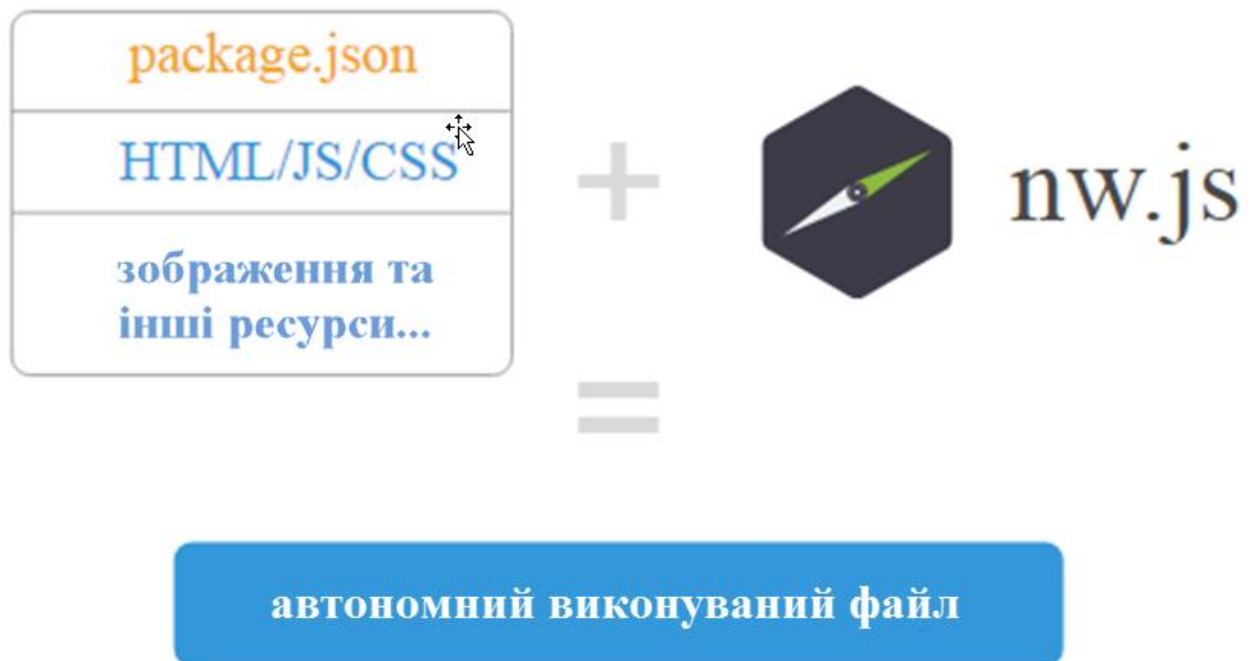 package.json
HTML/JS/CSS
зображення та
інші ресурси...
+
nw.js
=
автономний виконуваний файл